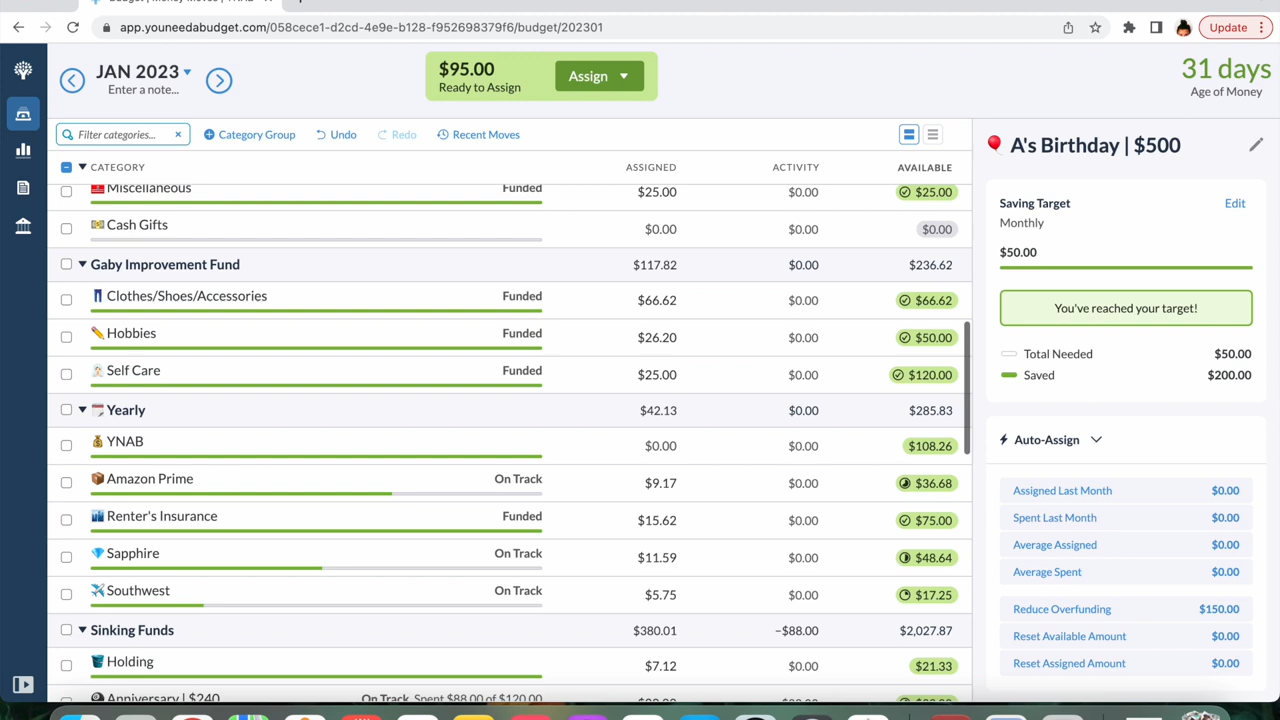 app.youneedabudget.com/058cece1-d2cd-4e9e-b128-f952698379f6/budget/202301
Update
JAN 2023
Enter a note...
$95.00
Ready to Assign
Assign
31 days
Age of Money
Filter categories...
Category Group
Undo
Redo
Recent Moves
CATEGORY ASSIGNED ACTIVITY AVAILABLE
Miscellaneous Funded $25.00 $0.00 $25.00
Cash Gifts $0.00 $0.00 $0.00
Gaby Improvement Fund $117.82 $0.00 $236.62
Clothes/Shoes/Accessories Funded $66.62 $0.00 $66.62
Hobbies Funded $26.20 $0.00 $50.00
Self Care Funded $25.00 $0.00 $120.00
Yearly $42.13 $0.00 $285.83
YNAB $0.00 $0.00 $108.26
Amazon Prime On Track $9.17 $0.00 $36.68
Renter's Insurance Funded $15.62 $0.00 $75.00
Sapphire On Track $11.59 $0.00 $48.64
Southwest On Track $5.75 $0.00 $17.25
Sinking Funds $380.01 −$88.00 $2,027.87
Holding $7.12 $0.00 $21.33
Anniversary | $240 On Track Spent $88.00 of $120.00
A's Birthday | $500
Saving Target Edit
Monthly
$50.00
You've reached your target!
Total Needed $50.00
Saved $200.00
Auto-Assign
Assigned Last Month $0.00
Spent Last Month $0.00
Average Assigned $0.00
Average Spent $0.00
Reduce Overfunding $150.00
Reset Available Amount $0.00
Reset Assigned Amount $0.00